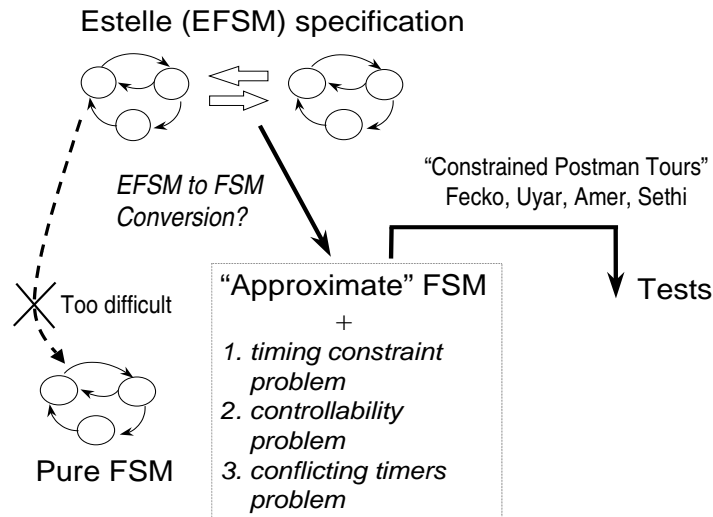 Estelle (EFSM) specification
EFSM to FSM
Conversion?
“Constrained Postman Tours”
Fecko, Uyar, Amer, Sethi
Too difficult
“Approximate” FSM
+
1. timing constraint
problem
2. controllability
problem
3. conflicting timers
problem
Tests
Pure FSM